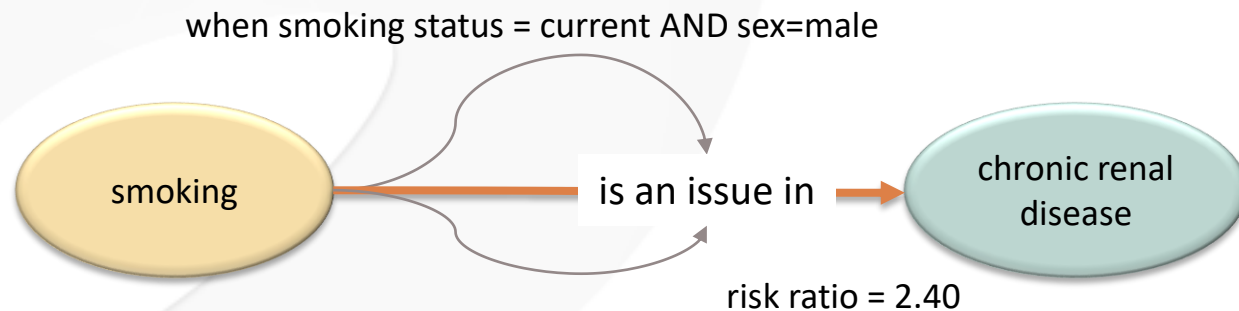 when smoking status = current AND sex=male
smoking
is an issue in
chronic renal
disease
risk ratio = 2.40